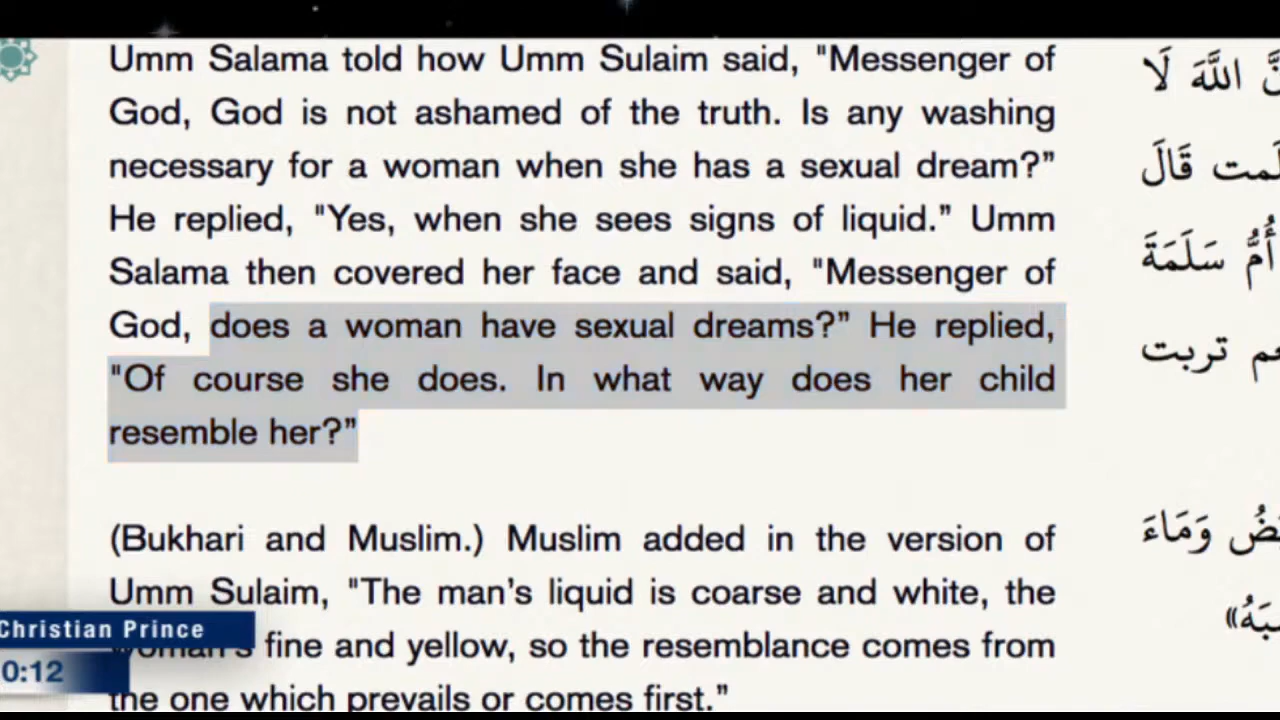 Umm Salama told how Umm Sulaim said, "Messenger of
God, God is not ashamed of the truth. Is any washing
necessary for a woman when she has a sexual dream?”
He replied, "Yes, when she sees signs of liquid.” Umm
Salama then covered her face and said, "Messenger of
God, does a woman have sexual dreams?” He replied,
"Of course she does. In what way does her child
resemble her?”
(Bukhari and Muslim.) Muslim added in the version of
Umm Sulaim, "The man’s liquid is coarse and white, the
woman's fine and yellow, so the resemblance comes from
the one which prevails or comes first.”
اللَّهَ لَا
قَالَ
أُمُّ سَلَمَةَ
تربت
وَمَاءَ
Christian Prince
0:12